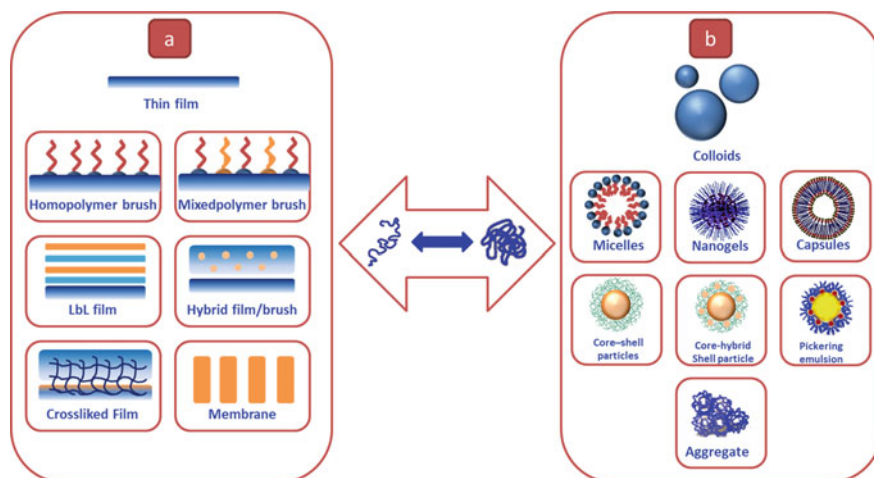 a
Thin film
Homopolymer brush
Mixedpolymer brush
LbL film
Hybrid film/brush
Crossliked Film
Membrane
b
Colloids
Micelles
Nanogels
Capsules
Core–shell
particles
Core-hybrid
Shell particle
Pickering
emulsion
Aggregate